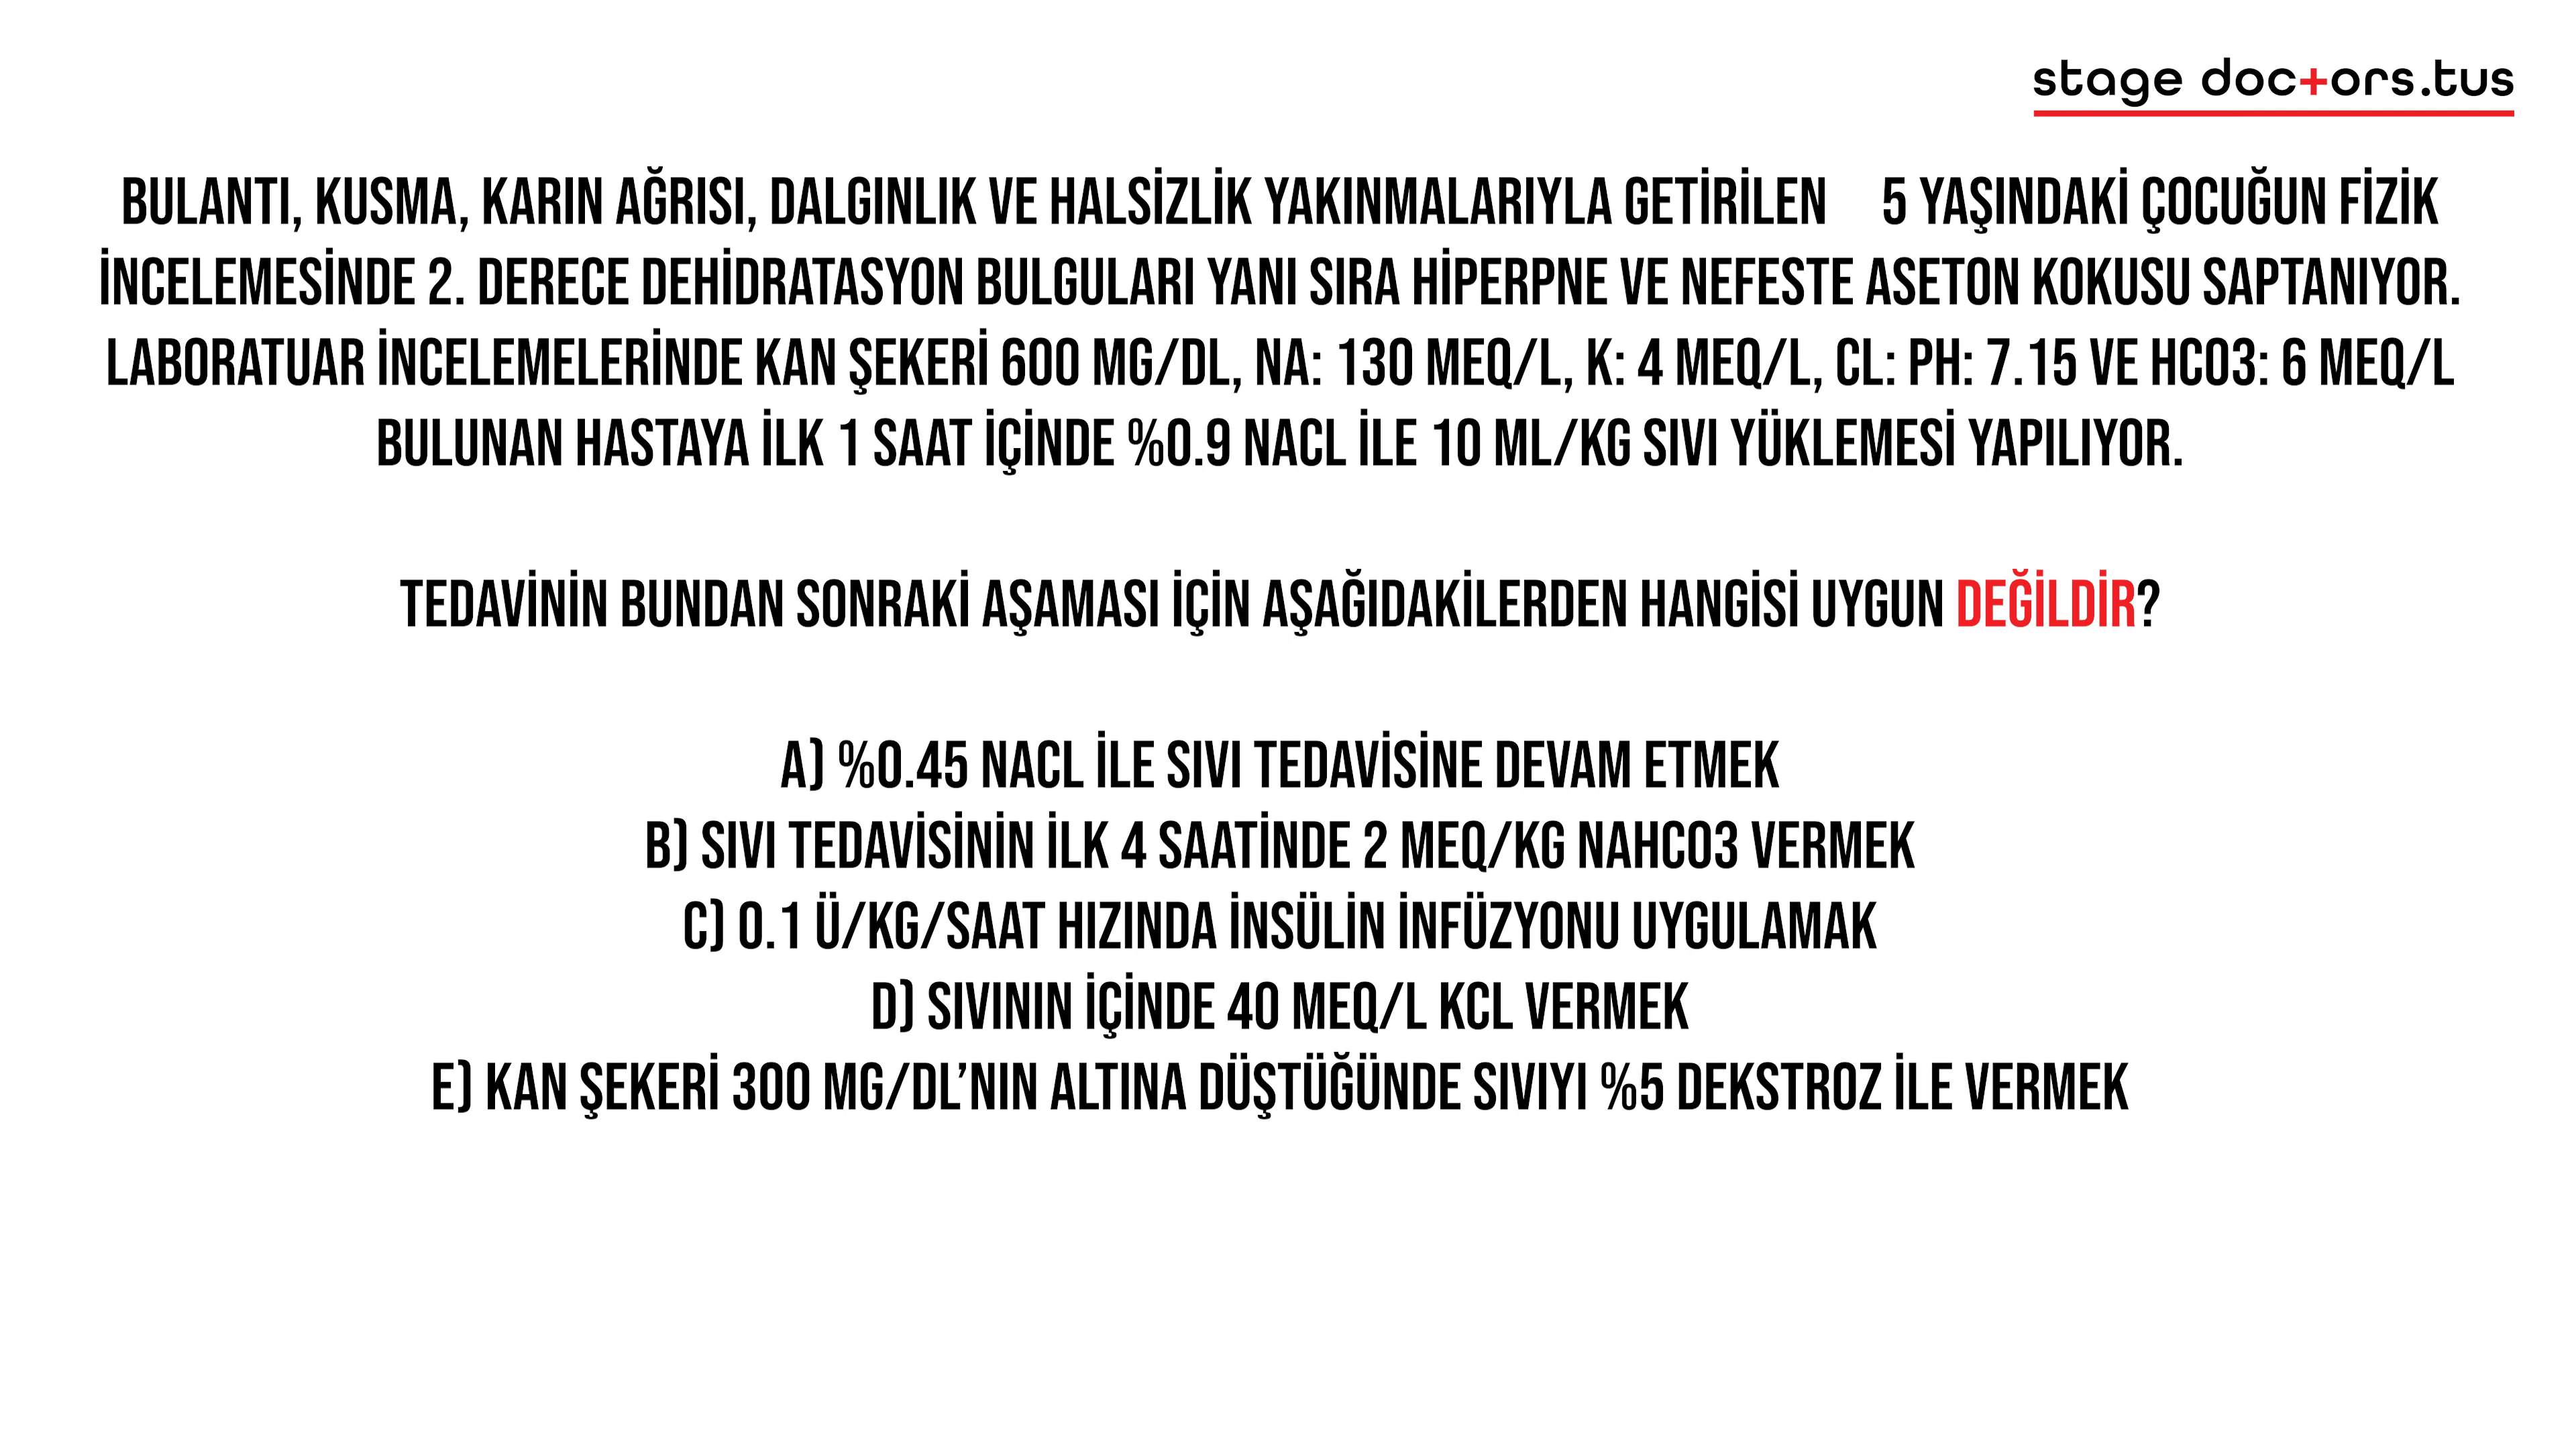 stage doctors.tus
BULANTI, KUSMA, KARIN AĞRISI, DALGINLIK VE HALSİZLİK YAKINMALARIYLA GETİRİLEN 5 YAŞINDAKİ ÇOCUĞUN FİZİK
İNCELEMESİNDE 2. DERECE DEHİDRATASYON BULGULARI YANI SIRA HİPERPNE VE NEFESTE ASETON KOKUSU SAPTANIYOR.
LABORATUAR İNCELEMELERİNDE KAN ŞEKERİ 600 MG/DL, NA: 130 MEQ/L, K: 4 MEQ/L, CL: PH: 7.15 VE HCO3: 6 MEQ/L
BULUNAN HASTAYA İLK 1 SAAT İÇİNDE %0.9 NACL İLE 10 ML/KG SIVI YÜKLEMESİ YAPILIYOR.
TEDAVİNİN BUNDAN SONRAKİ AŞAMASI İÇİN AŞAĞIDAKİLERDEN HANGİSİ UYGUN DEĞİLDİR?
A) %0.45 NACL İLE SIVI TEDAVİSİNE DEVAM ETMEK
B) SIVI TEDAVİSİNİN İLK 4 SAATİNDE 2 MEQ/KG NAHCO3 VERMEK
C) 0.1 Ü/KG/SAAT HIZINDA İNSÜLİN İNFÜZYONU UYGULAMAK
D) SIVININ İÇİNDE 40 MEQ/L KCL VERMEK
E) KAN ŞEKERİ 300 MG/DL'NIN ALTINA DÜŞTÜĞÜNDE SIVIYI %5 DEKSTROZ İLE VERMEK